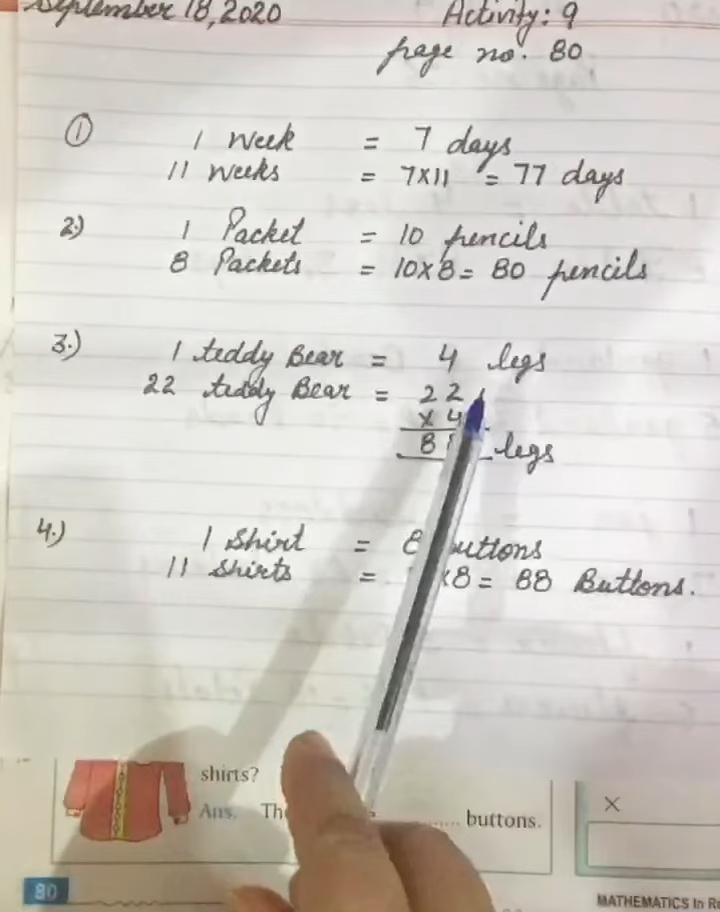 September 18, 2020
Activity: 9
page no. 80
① 1 Week = 7 days
11 Weeks = 7x11 = 77 days
2.) 1 Packet = 10 pencils
8 Packets = 10x8 = 80 pencils
3.) 1 teddy Bear = 4 legs
22 teddy Bear = 22
x 4
8 legs
4.) 1 Shirt = 8 buttons
11 Shirts = x8 = 88 Buttons.
shirts?
Ans. buttons.
X
80
MATHEMATICS In